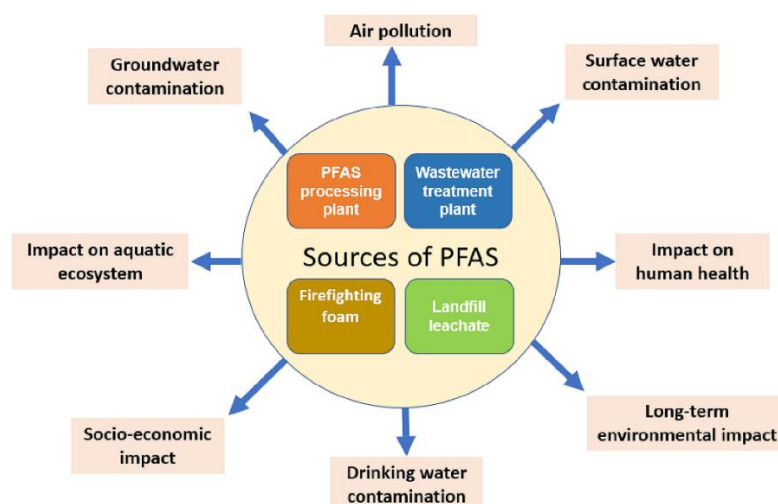 Air pollution
Groundwater
contamination
Surface water
contamination
PFAS
processing
plant
Wastewater
treatment
plant
Impact on aquatic
ecosystem
Sources of PFAS
Impact on
human health
Firefighting
foam
Landfill
leachate
Socio-economic
impact
Long-term
environmental impact
Drinking water
contamination